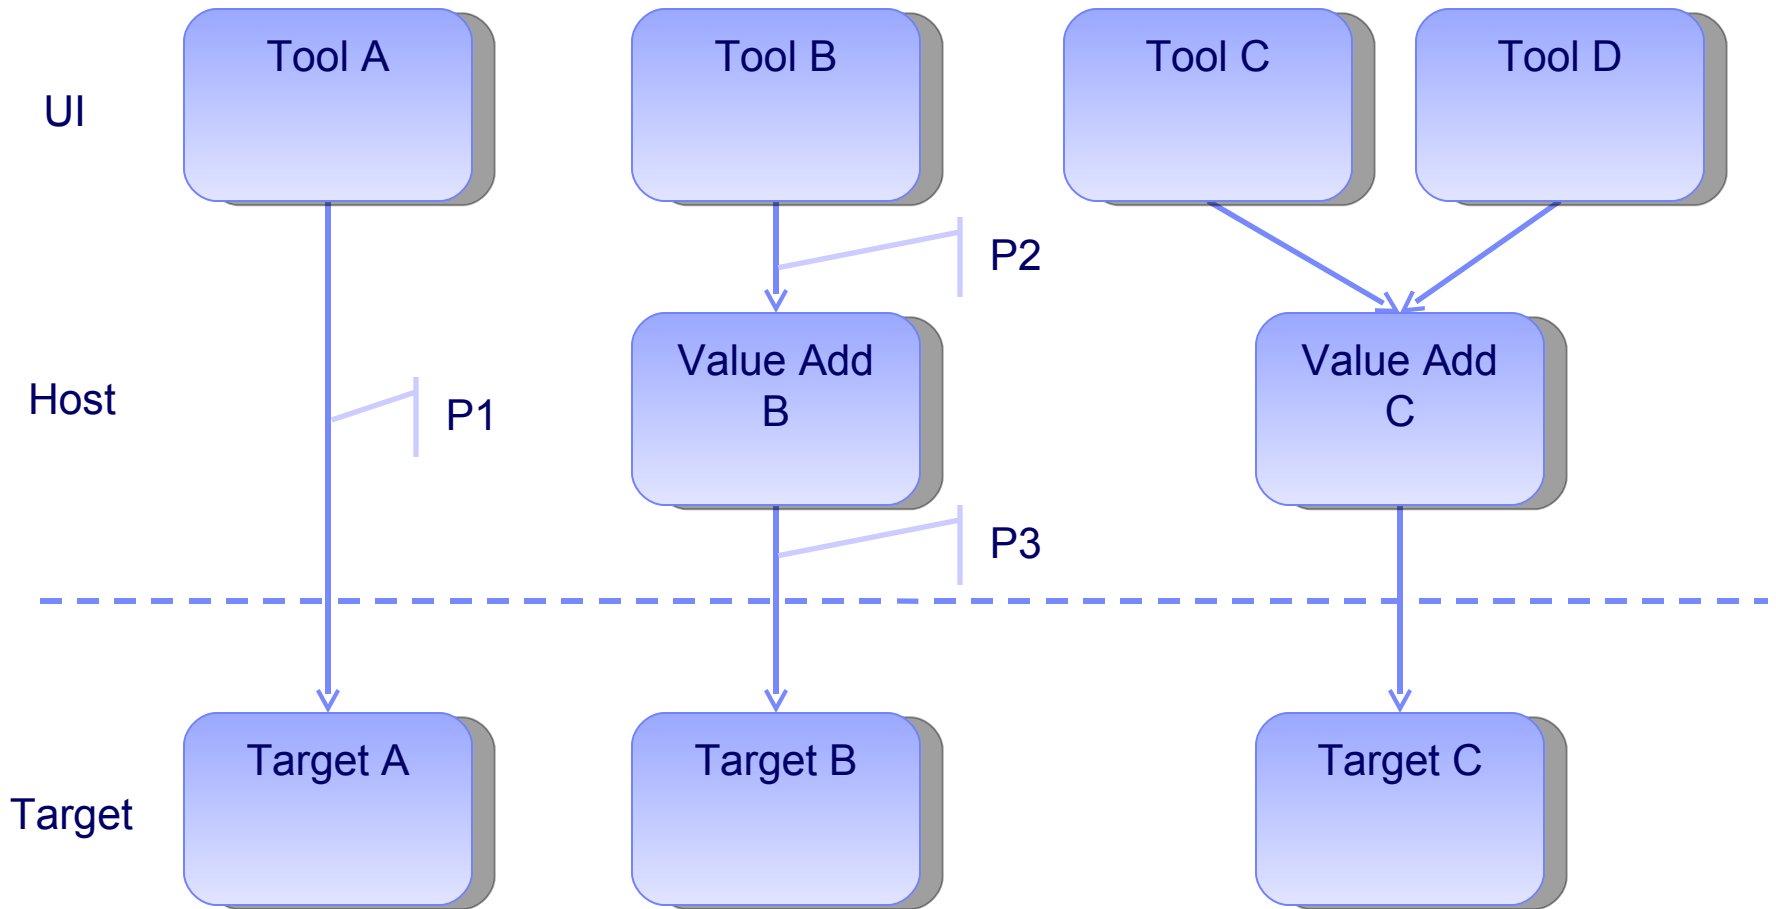 Tool A
Tool B
Tool C
Tool D
UI
P2
Value Add
B
Value Add
C
Host
P1
P3
Target A
Target B
Target C
Target